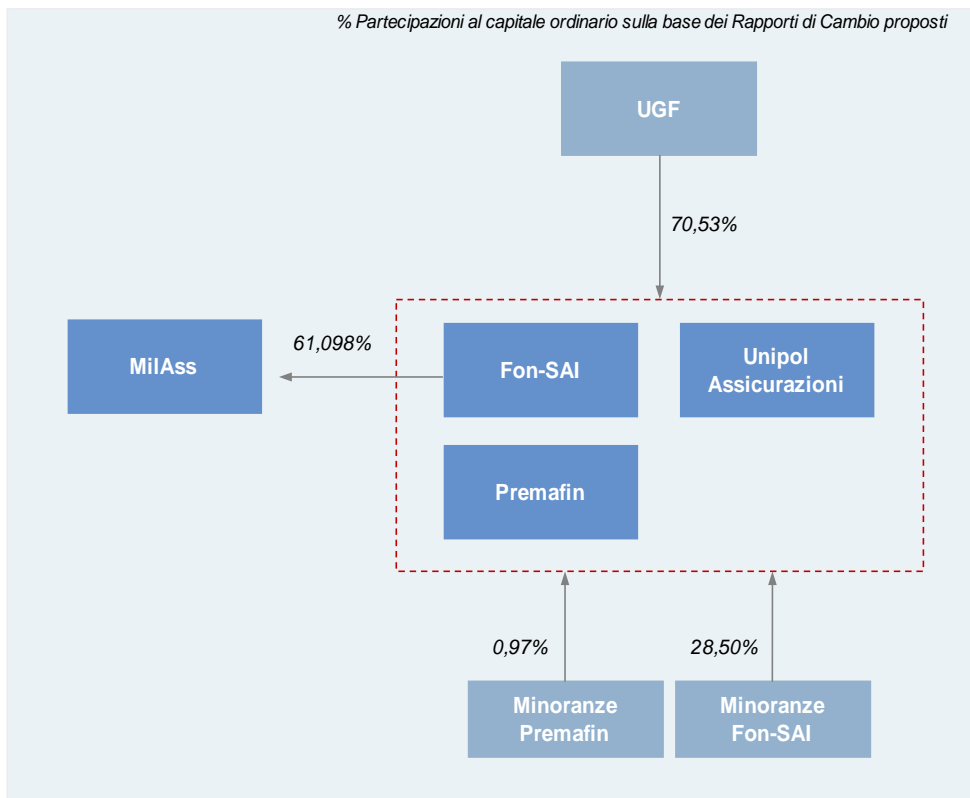 % Partecipazioni al capitale ordinario sulla base dei Rapporti di Cambio proposti
UGF
70,53%
MilAss
61,098%
Fon-SAI
Unipol
Assicurazioni
Premafin
0,97%
28,50%
Minoranze
Premafin
Minoranze
Fon-SAI